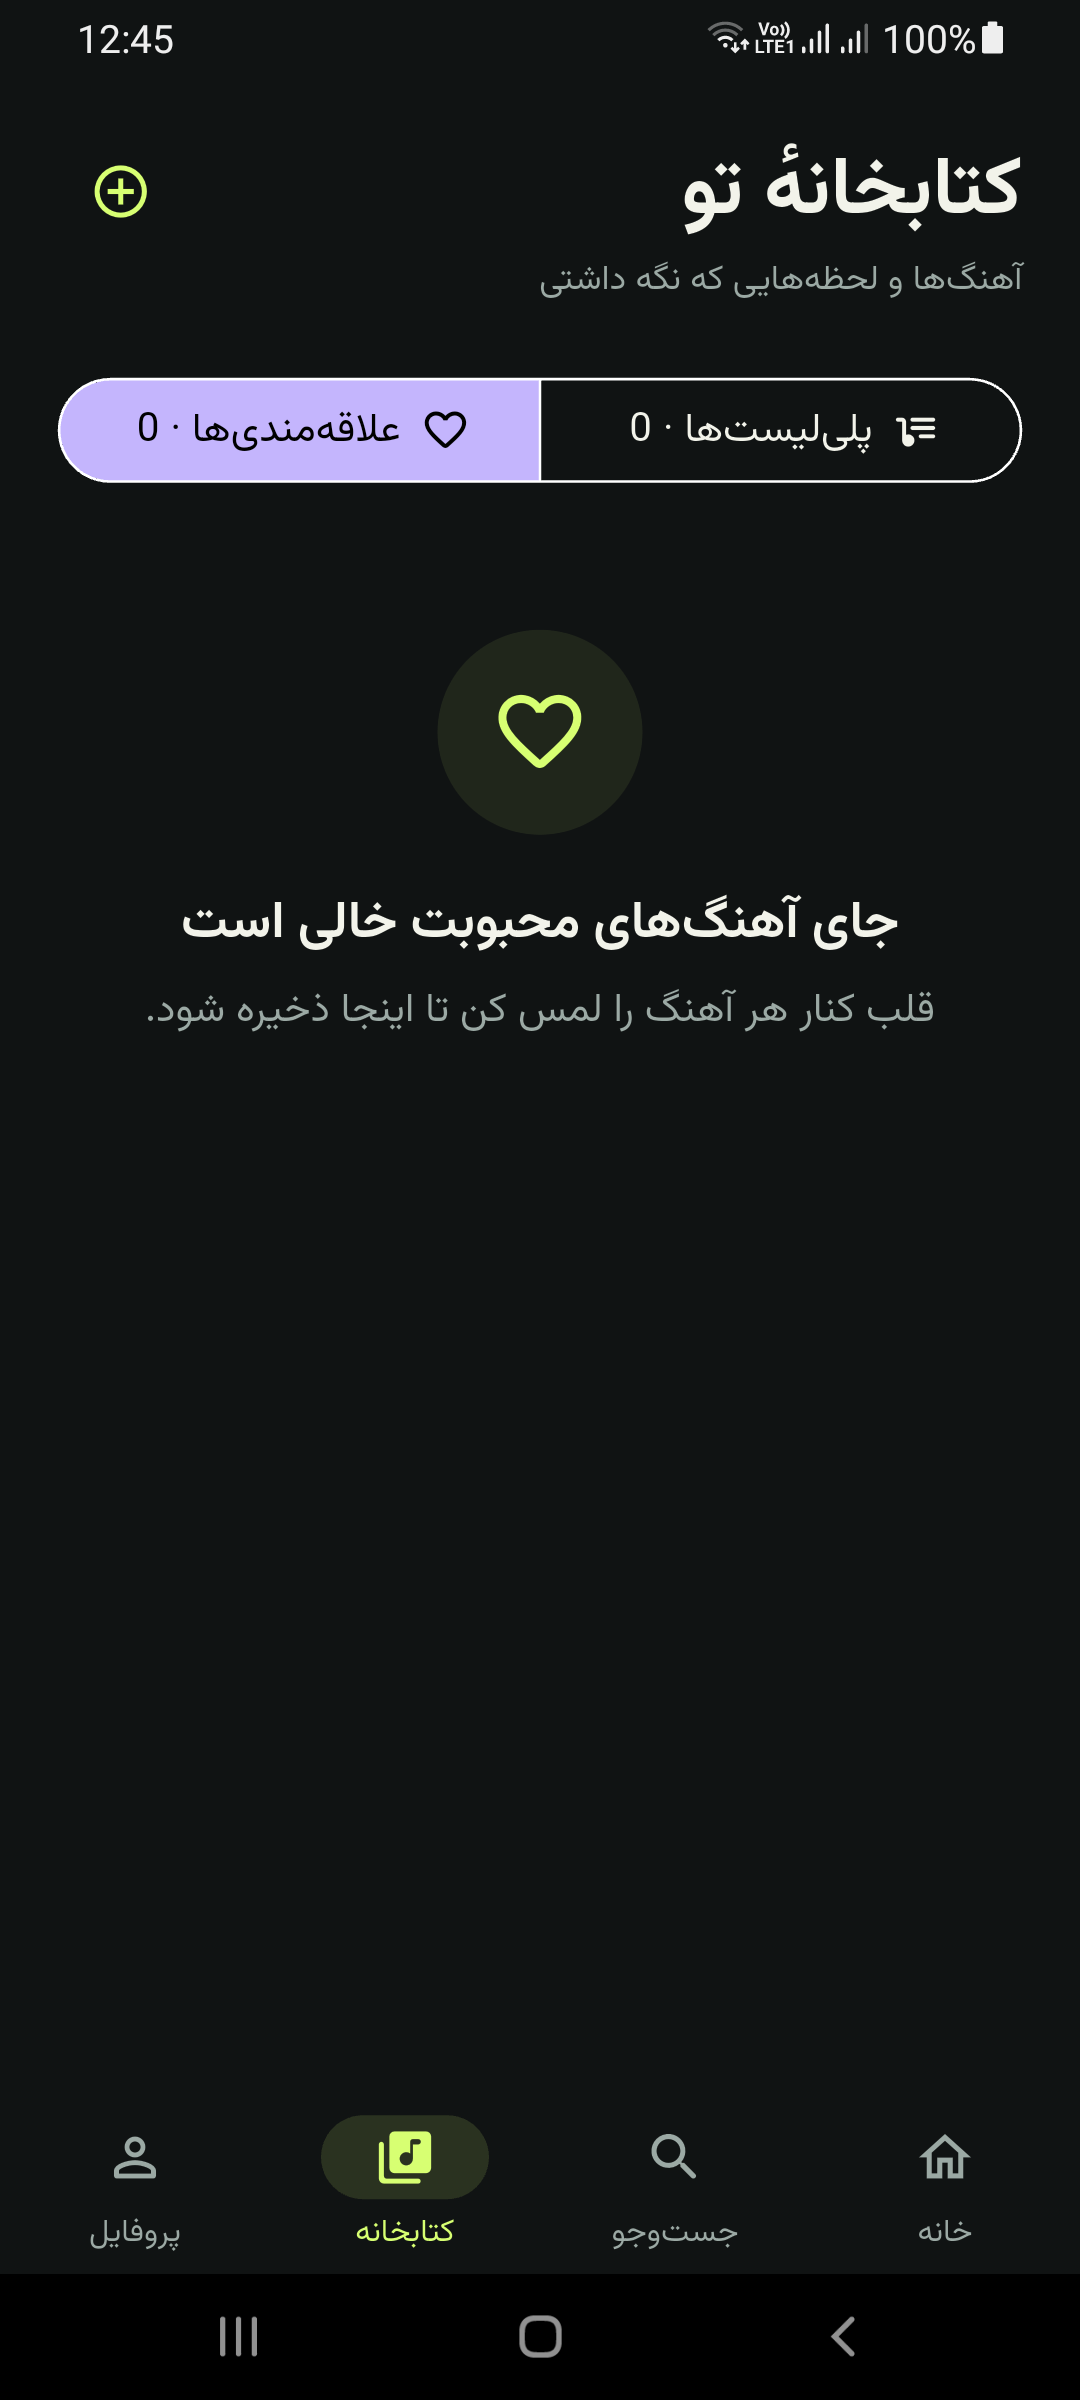 12:45 Vo)) LTE1 100%
کتابخانهٔ تو
آهنگ‌ها و لحظه‌هایی که نگه داشتی
پلی‌لیست‌ها · 0
علاقه‌مندی‌ها · 0
جای آهنگ‌های محبوبت خالی است
قلب کنار هر آهنگ را لمس کن تا اینجا ذخیره شود.
خانه
جست‌وجو
کتابخانه
پروفایل